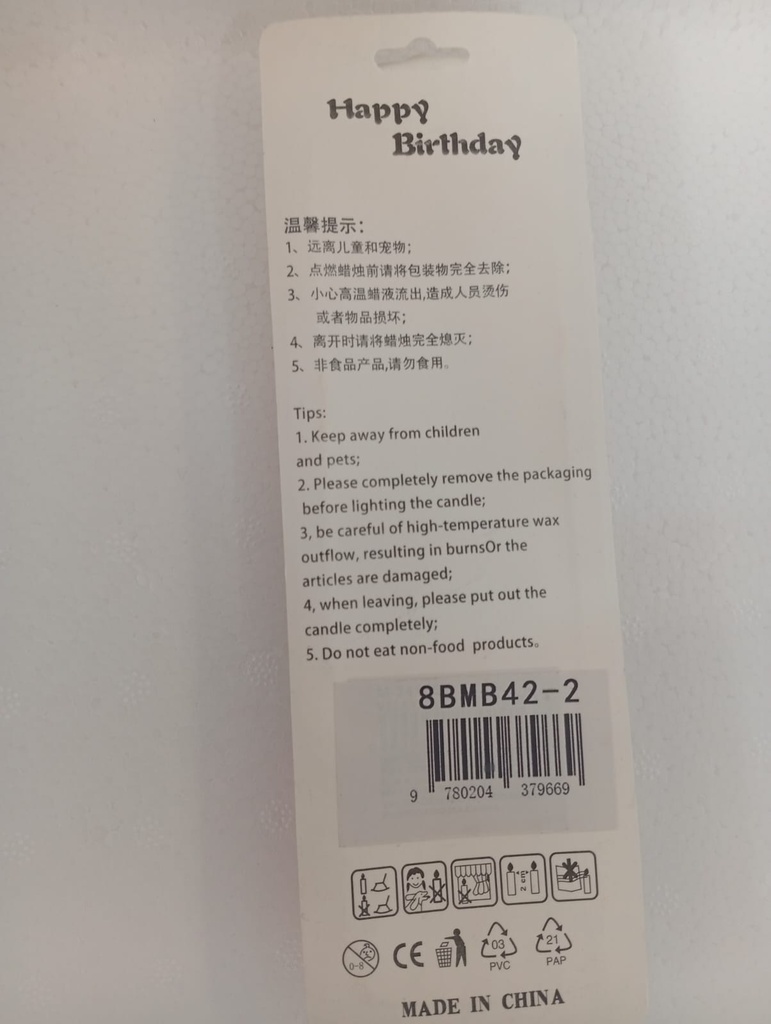 Happy
Birthday
温馨提示：
1、远离儿童和宠物；
2、点燃蜡烛前请将包装物完全去除；
3、小心高温蜡液流出,造成人员烫伤
或者物品损坏；
4、离开时请将蜡烛完全熄灭；
5、非食品产品,请勿食用。
Tips:
1. Keep away from children
and pets;
2. Please completely remove the packaging
before lighting the candle;
3, be careful of high-temperature wax
outflow, resulting in burnsOr the
articles are damaged;
4, when leaving, please put out the
candle completely;
5. Do not eat non-food products。
8BMB42-2
9 780204 379669
2 cm
0-8 CE 03 21
PVC PAP
MADE IN CHINA